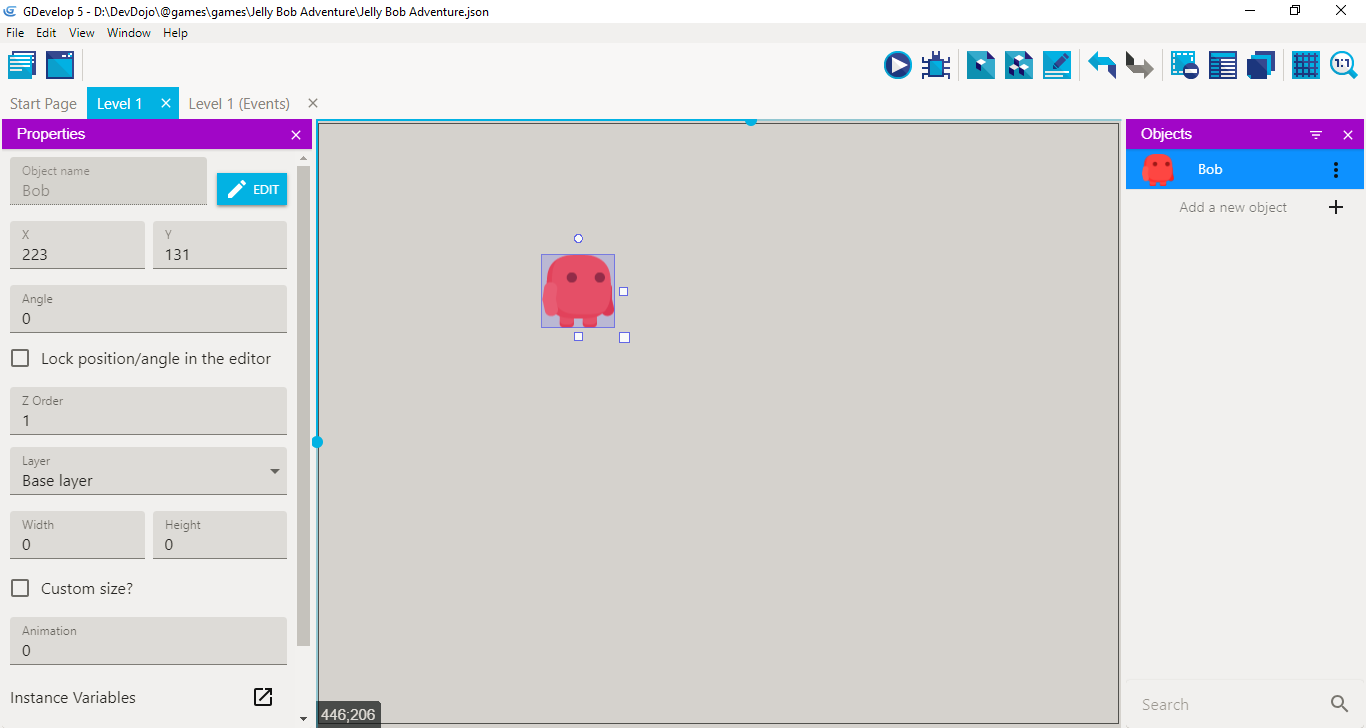 GDevelop 5 - D:\DevDojo\@games\games\Jelly Bob Adventure\Jelly Bob Adventure.json
File Edit View Window Help
1:1
Start Page Level 1 × Level 1 (Events) ×
Properties ×
Object name
Bob
EDIT
X
223
Y
131
Angle
0
Lock position/angle in the editor
Z Order
1
Layer
Base layer
Width
0
Height
0
Custom size?
Animation
0
Instance Variables
446;206
Objects ×
Bob
Add a new object +
Search